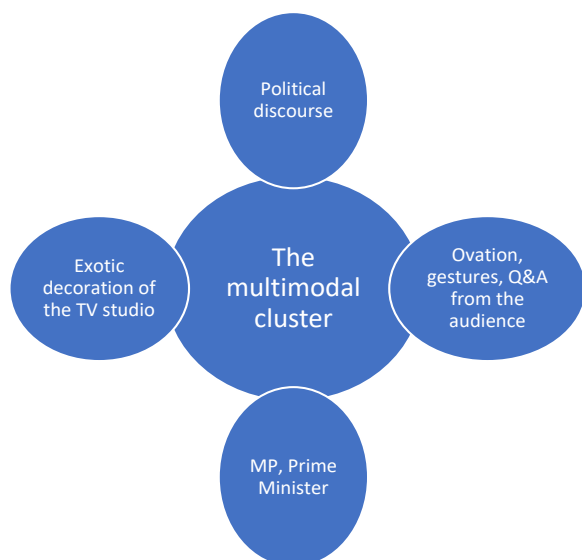 Political
discourse
Exotic
decoration of
the TV studio
The
multimodal
cluster
Ovation,
gestures, Q&A
from the
audience
MP, Prime
Minister